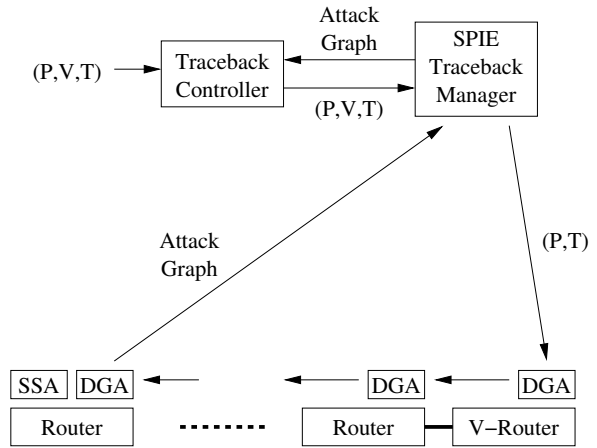 Attack
Graph
SPIE
Traceback
Manager
(P,V,T)
Traceback
Controller
(P,V,T)
Attack
Graph
(P,T)
SSA
DGA
DGA
DGA
Router
Router
V−Router